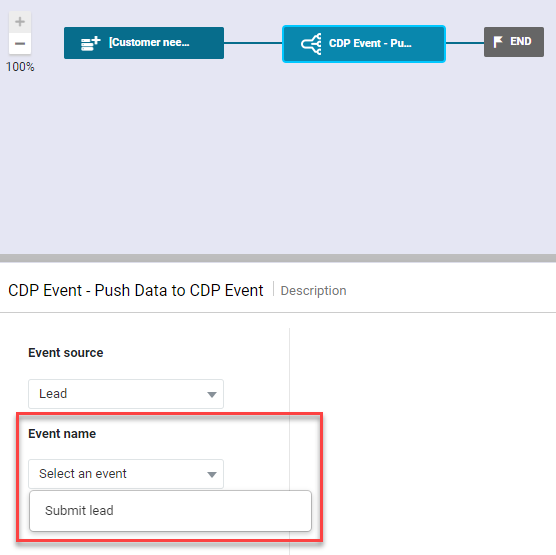 [Customer nee...
CDP Event - Pu...
END
100%
CDP Event - Push Data to CDP Event
Description
Event source
Lead
Event name
Select an event
Submit lead